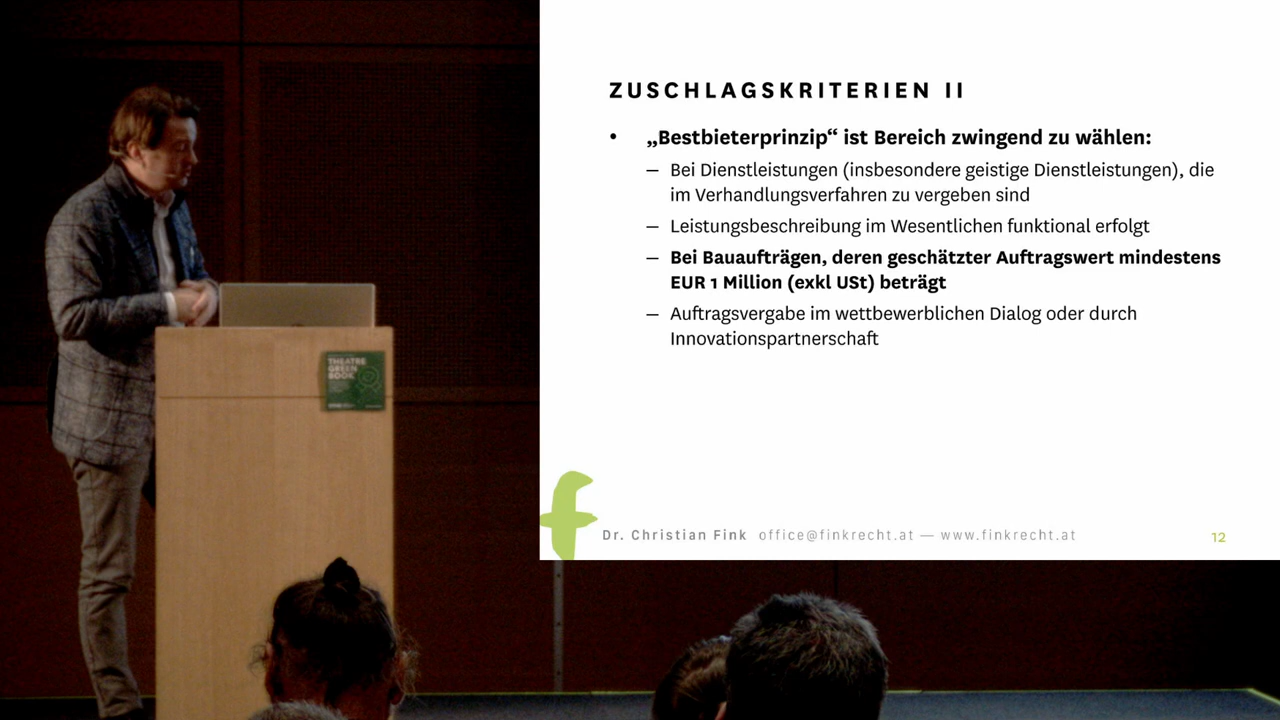 ZUSCHLAGSKRITERIEN II
• „Bestbieterprinzip“ ist Bereich zwingend zu wählen:
— Bei Dienstleistungen (insbesondere geistige Dienstleistungen), die
im Verhandlungsverfahren zu vergeben sind
— Leistungsbeschreibung im Wesentlichen funktional erfolgt
— Bei Bauaufträgen, deren geschätzter Auftragswert mindestens
EUR 1 Million (exkl USt) beträgt
— Auftragsvergabe im wettbewerblichen Dialog oder durch
Innovationspartnerschaft
Dr. Christian Fink office@finkrecht.at — www.finkrecht.at
12
THEATRE
GREEN
BOOK